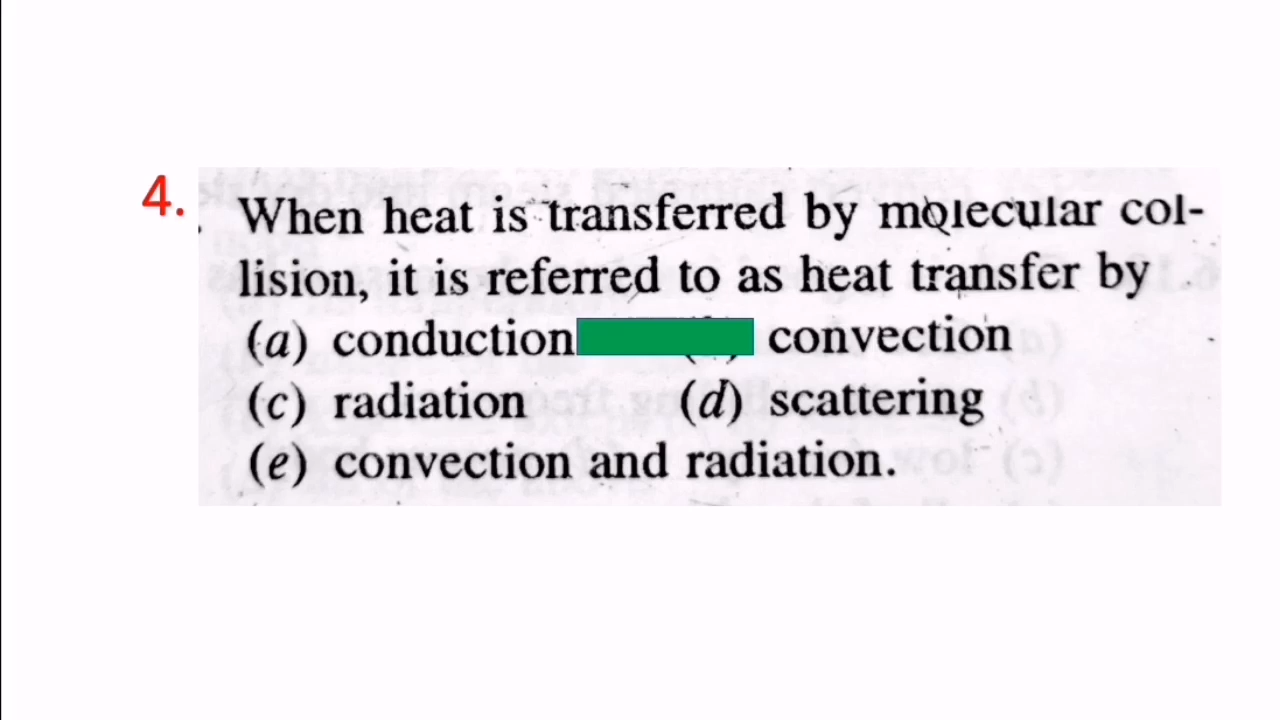 4.
When heat is transferred by molecular col-
lision, it is referred to as heat transfer by
(a) conduction convection
(c) radiation (d) scattering
(e) convection and radiation.